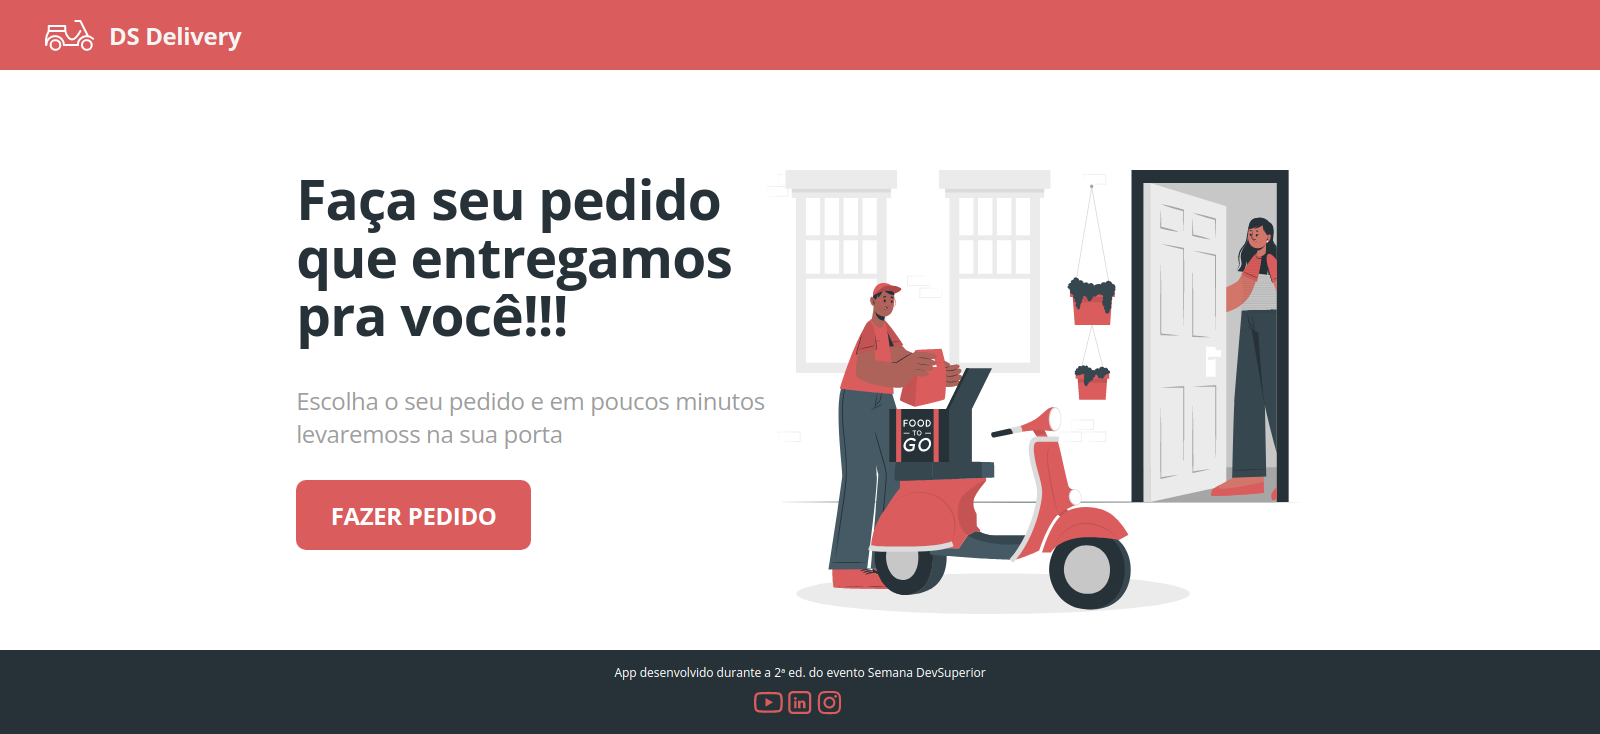 DS Delivery
Faça seu pedido
que entregamos
pra você!!!
Escolha o seu pedido e em poucos minutos
levaremoss na sua porta
FAZER PEDIDO
FOOD
TO
GO
App desenvolvido durante a 2ª ed. do evento Semana DevSuperior
in